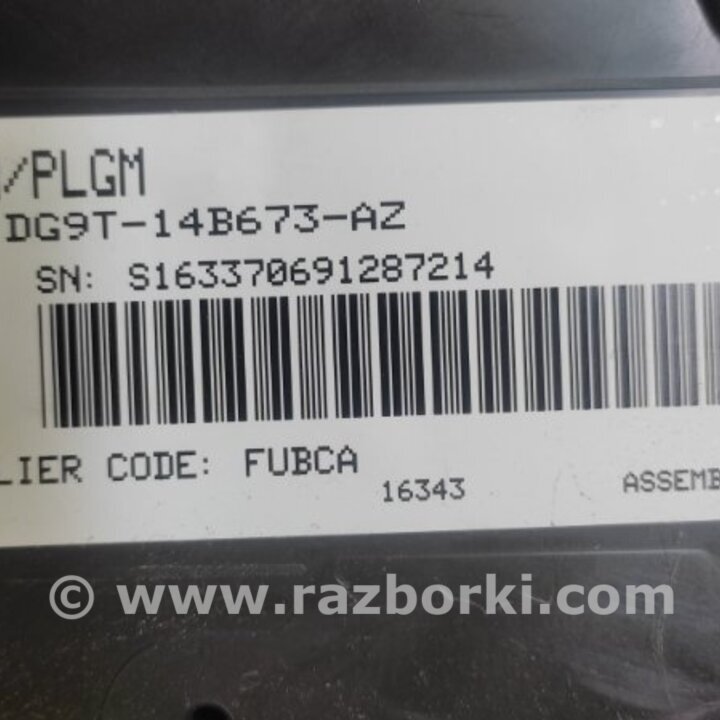 /PLGM
DG9T-14B673-AZ
SN: S163370691287214
LIER CODE: FUBCA
16343
ASSEMB
© www.razborki.com